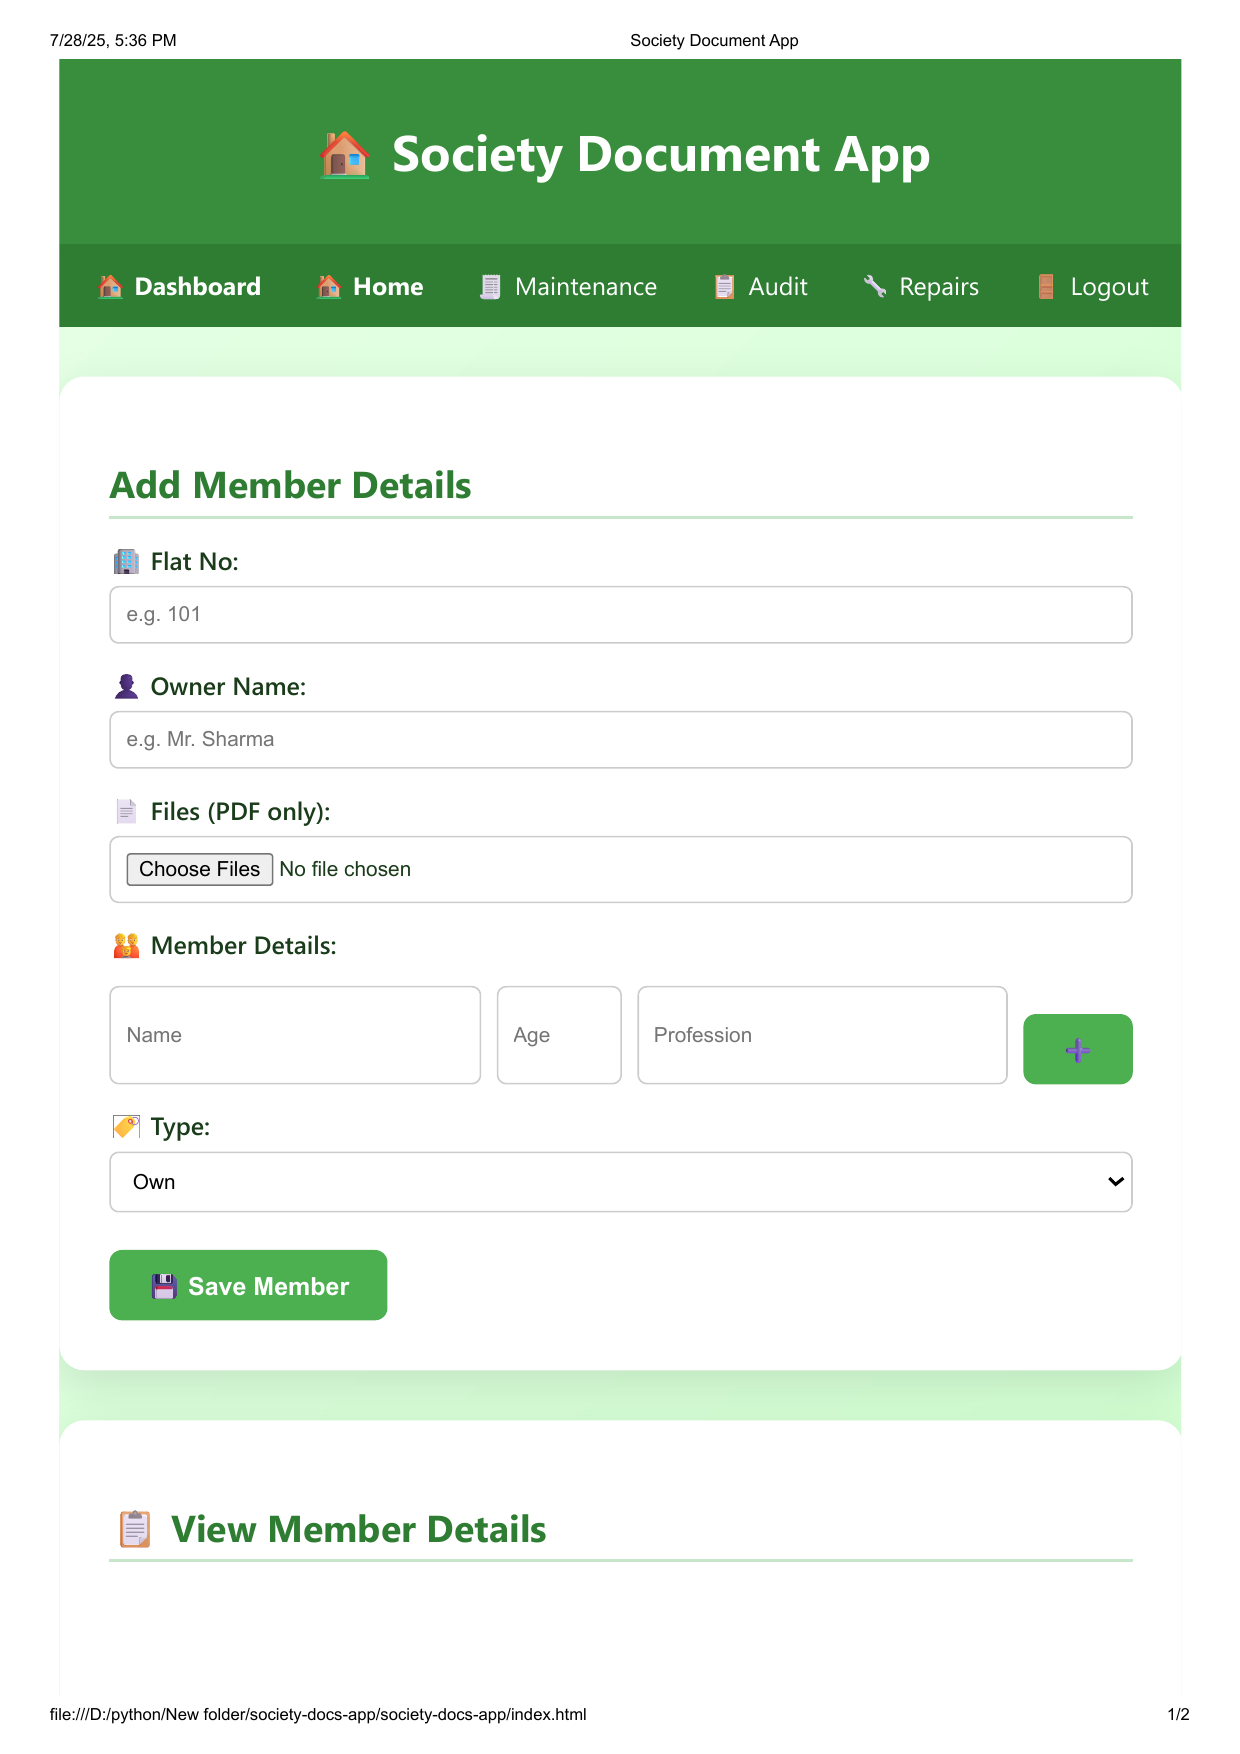 7/28/25, 5:36 PM Society Document App
Society Document App
Dashboard Home Maintenance Audit Repairs Logout
Add Member Details
Flat No:
e.g. 101
Owner Name:
e.g. Mr. Sharma
Files (PDF only):
Choose Files No file chosen
Member Details:
Name Age Profession
Type:
Own
Save Member
View Member Details
file:///D:/python/New folder/society-docs-app/society-docs-app/index.html 1/2